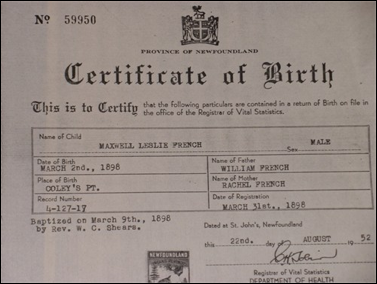 Nº 59950
PROVINCE OF NEWFOUNDLAND
Certificate of Birth
This is to Certify that the following particulars are contained in a return of Birth on file in
the office of the Registrar of Vital Statistics.
Name of Child
MAXWELL LESLIE FRENCH Sex MALE
Date of Birth Name of Father
MARCH 2nd., 1898 WILLIAM FRENCH
Place of Birth Name of Mother
COLEY'S PT. RACHEL FRENCH
Record Number Date of Registration
4-127-17 MARCH 31st., 1898
Baptized on March 9th., 1898
by Rev. W. C. Shears.
Dated at St. John's, Newfoundland
this 22nd. day of AUGUST 19 52
NEWFOUNDLAND
Registrar of Vital Statistics
DEPARTMENT OF HEALTH